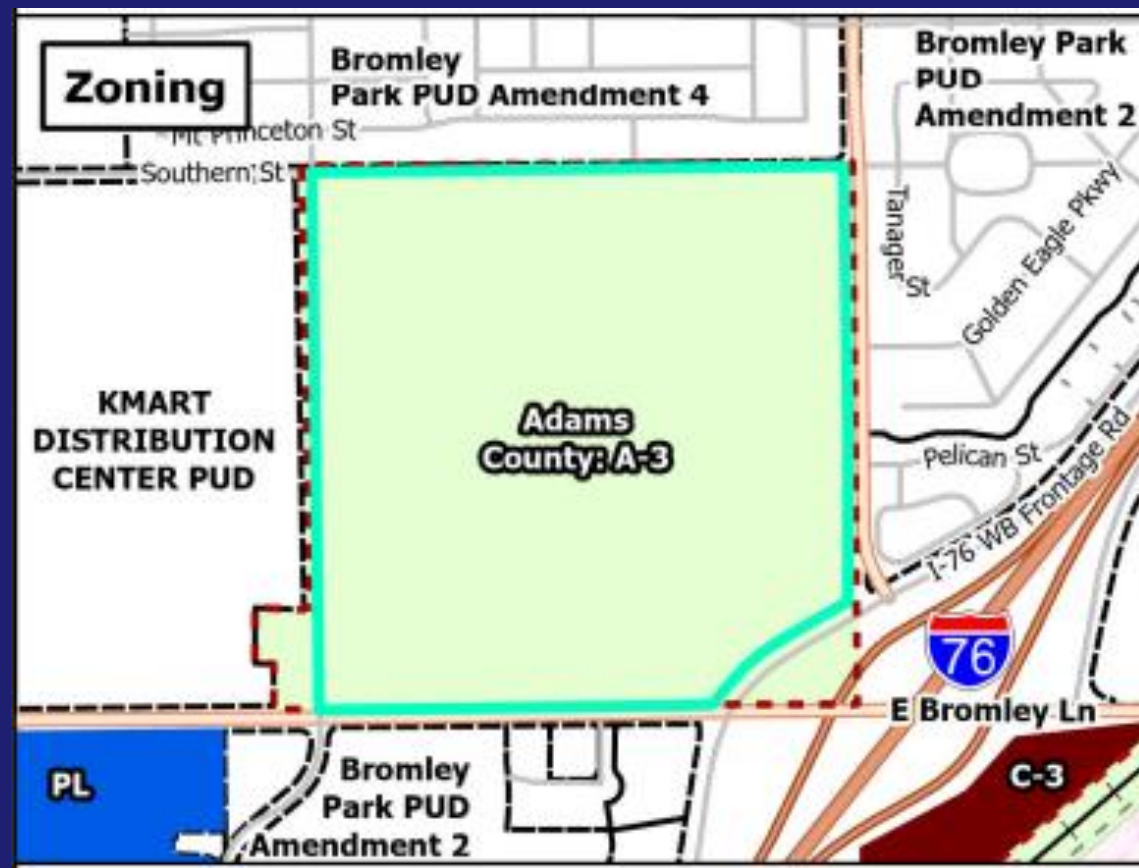 Zoning
Bromley
Park PUD Amendment 4
Bromley Park
PUD
Amendment 2
Mt Princeton St
Southern St
Tanager St
Golden Eagle Pkwy
KMART
DISTRIBUTION
CENTER PUD
Adams
County: A-3
Pelican St
I-76 WB Frontage Rd
76
E Bromley Ln
PL
Bromley
Park PUD
Amendment 2
C-3